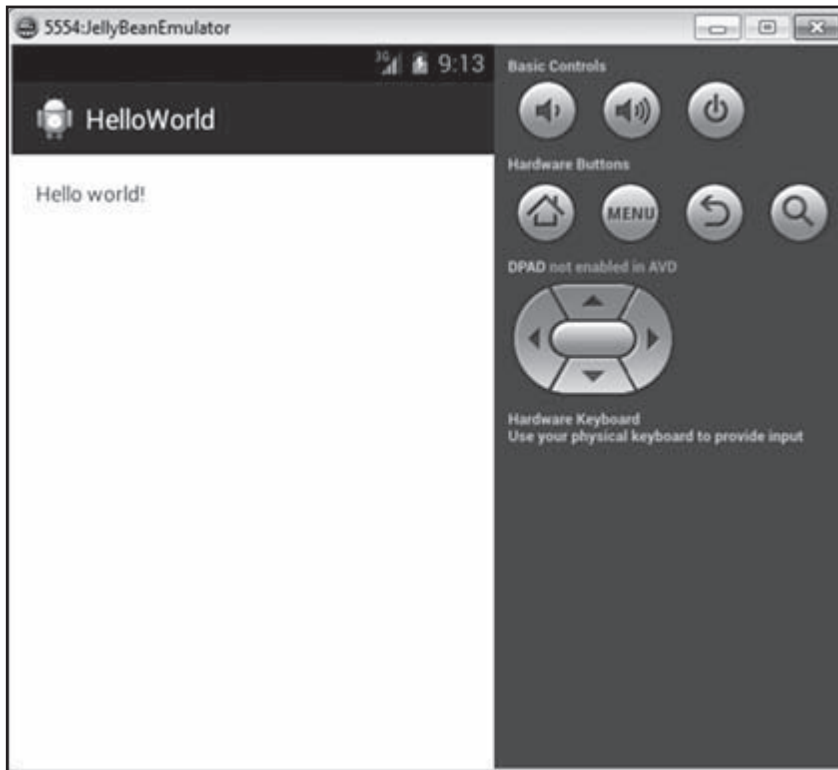 5554:JellyBeanEmulator
3G 9:13
HelloWorld
Hello world!
Basic Controls
Hardware Buttons
MENU
DPAD not enabled in AVD
Hardware Keyboard
Use your physical keyboard to provide input